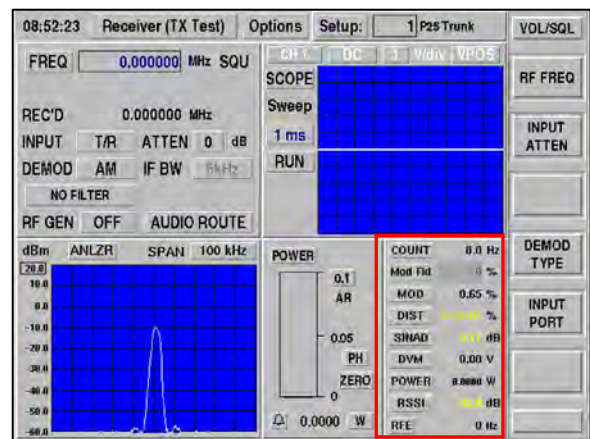 08:52:23 Receiver (TX Test) Options Setup: 1 P25 Trunk VOL/SQL
FREQ 0.000000 MHz SQU
CH 1 DC 1 V/div VPOS
SCOPE
RF FREQ
REC'D 0.000000 MHz
Sweep
1 ms
RUN
INPUT T/R ATTEN 0 dB
INPUT ATTEN
DEMOD AM IF BW 6kHz
NO FILTER
RF GEN OFF AUDIO ROUTE
dBm ANLZR SPAN 100 kHz
20.0
10.0
0.0
-10.0
-20.0
-30.0
-40.0
-50.0
-60.0
POWER
0.1
AR
0.05
PH
ZERO
0
0.0000 W
COUNT 0.0 Hz
Mod Fld 0 %
MOD 0.65 %
DIST %
SINAD dB
DVM 0.00 V
POWER 0.0000 W
RSSI dB
RFE 0 Hz
DEMOD TYPE
INPUT PORT